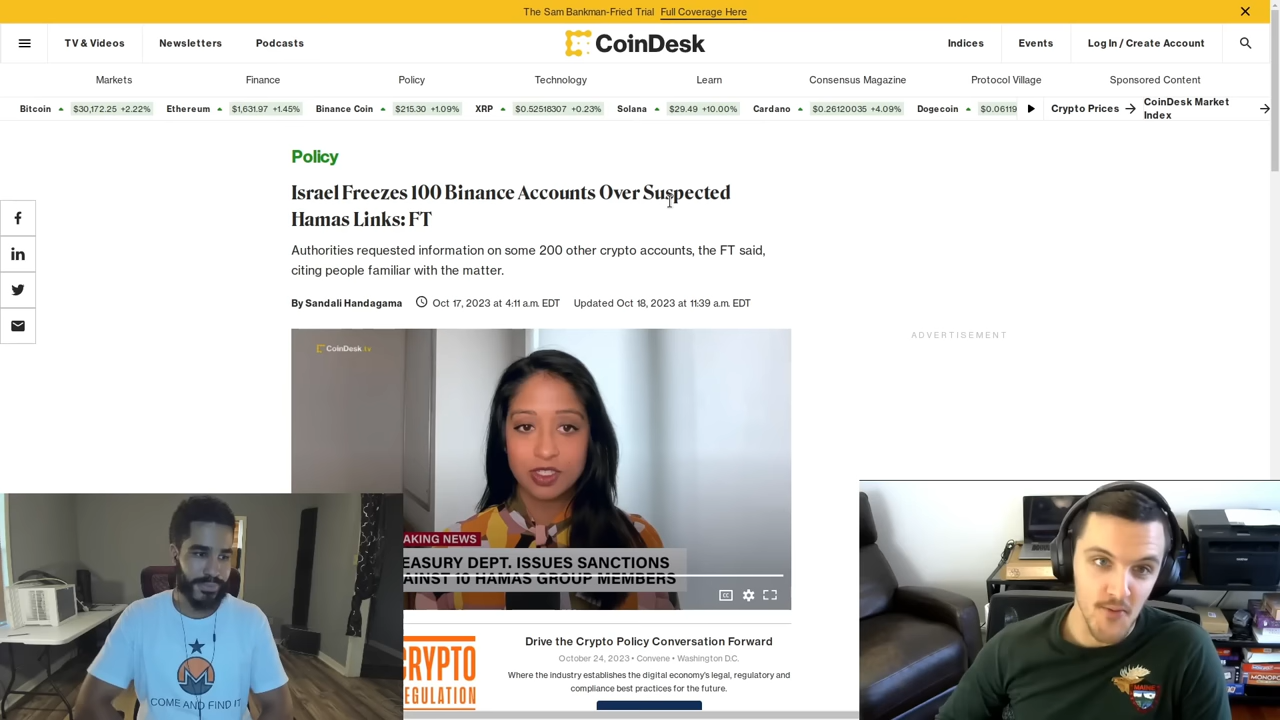 The Sam Bankman-Fried Trial Full Coverage Here
TV & Videos Newsletters Podcasts CoinDesk Indices Events Log In / Create Account
Markets Finance Policy Technology Learn Consensus Magazine Protocol Village Sponsored Content
Bitcoin $30,172.25 +2.22% Ethereum $1,631.97 +1.45% Binance Coin $215.30 +1.09% XRP $0.52518307 +0.23% Solana $29.49 +10.00% Cardano $0.26120035 +4.09% Dogecoin $0.06119 Crypto Prices CoinDesk Market Index
Policy
Israel Freezes 100 Binance Accounts Over Suspected
Hamas Links: FT
Authorities requested information on some 200 other crypto accounts, the FT said,
citing people familiar with the matter.
By Sandali Handagama Oct 17, 2023 at 4:11 a.m. EDT Updated Oct 18, 2023 at 11:39 a.m. EDT
ADVERTISEMENT
CoinDesk.tv
AKING NEWS
EASURY DEPT. ISSUES SANCTIONS
AINST 10 HAMAS GROUP MEMBERS
CC
CRYPTO
EGULATION
Drive the Crypto Policy Conversation Forward
October 24, 2023 • Convene • Washington D.C.
Where the industry establishes the digital economy's legal, regulatory and
compliance best practices for the future.
COME AND FIND IT
MAINE